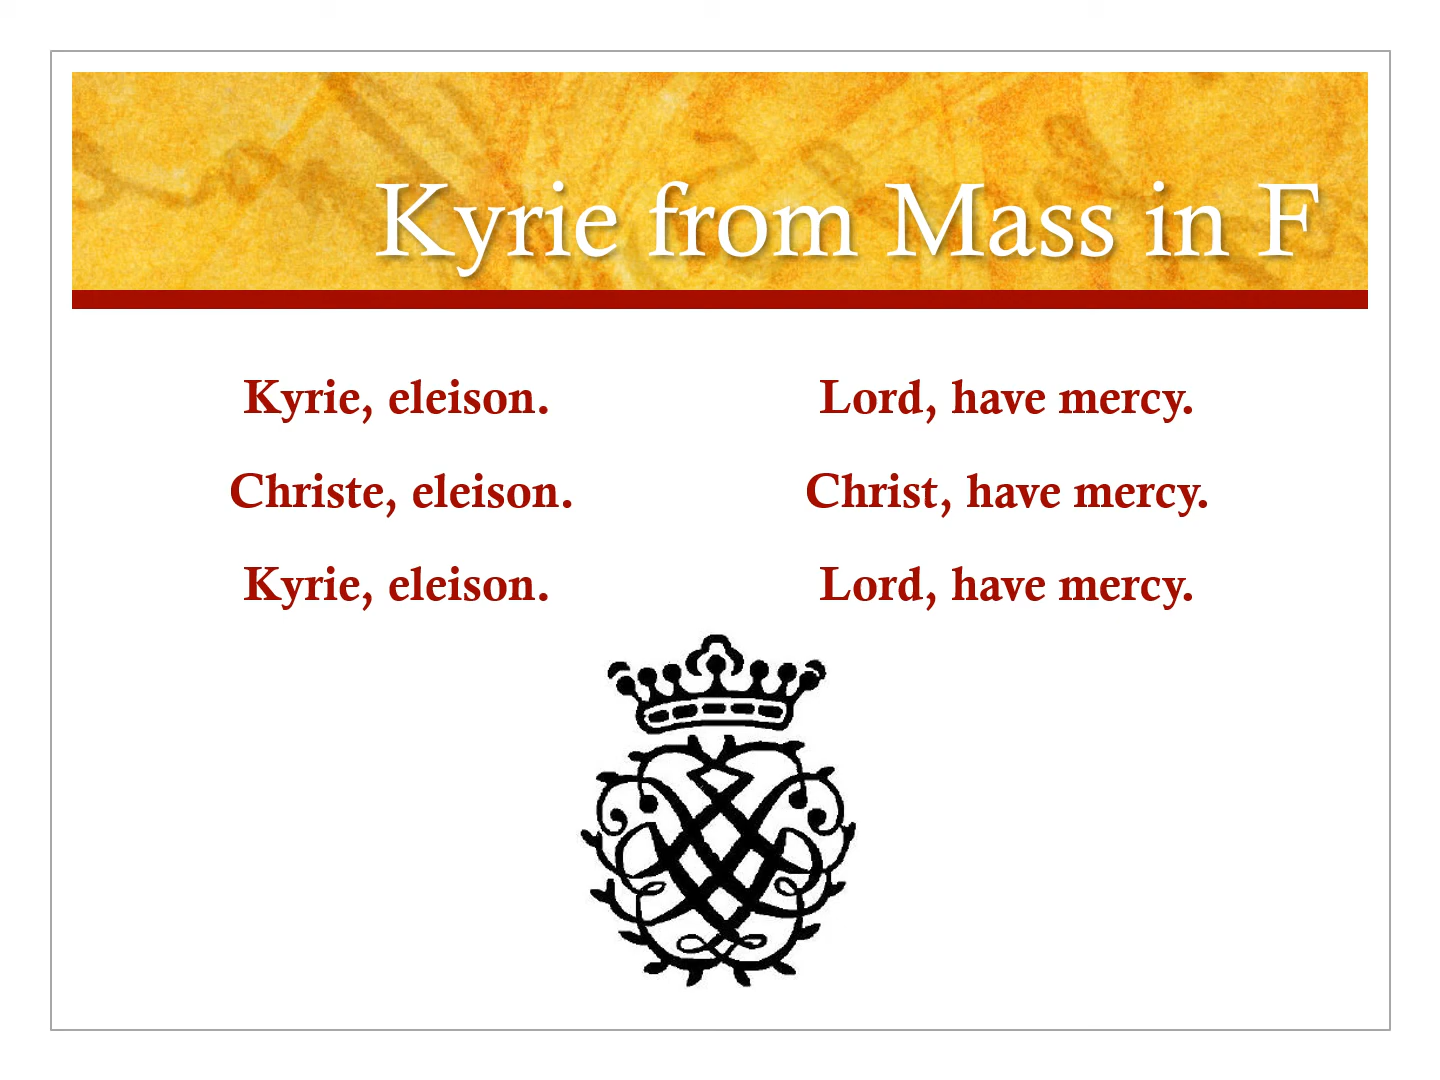 Kyrie from Mass in F
Kyrie, eleison.
Christe, eleison.
Kyrie, eleison.
Lord, have mercy.
Christ, have mercy.
Lord, have mercy.